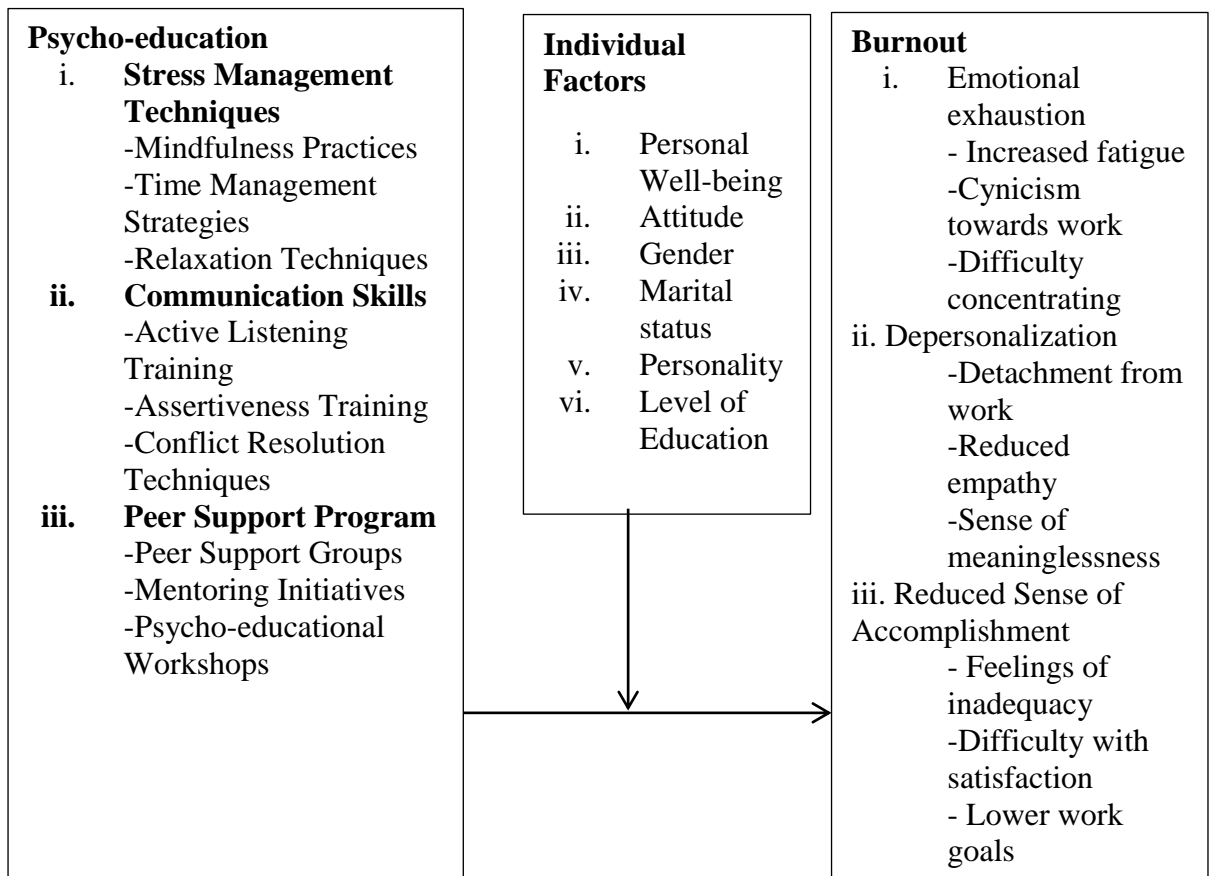 Psycho-education
i. Stress Management
Techniques
-Mindfulness Practices
-Time Management
Strategies
-Relaxation Techniques
ii. Communication Skills
-Active Listening
Training
-Assertiveness Training
-Conflict Resolution
Techniques
iii. Peer Support Program
-Peer Support Groups
-Mentoring Initiatives
-Psycho-educational
Workshops
Individual
Factors
i. Personal
Well-being
ii. Attitude
iii. Gender
iv. Marital
status
v. Personality
vi. Level of
Education
Burnout
i. Emotional
exhaustion
- Increased fatigue
-Cynicism
towards work
-Difficulty
concentrating
ii. Depersonalization
-Detachment from
work
-Reduced
empathy
-Sense of
meaninglessness
iii. Reduced Sense of
Accomplishment
- Feelings of
inadequacy
-Difficulty with
satisfaction
- Lower work
goals